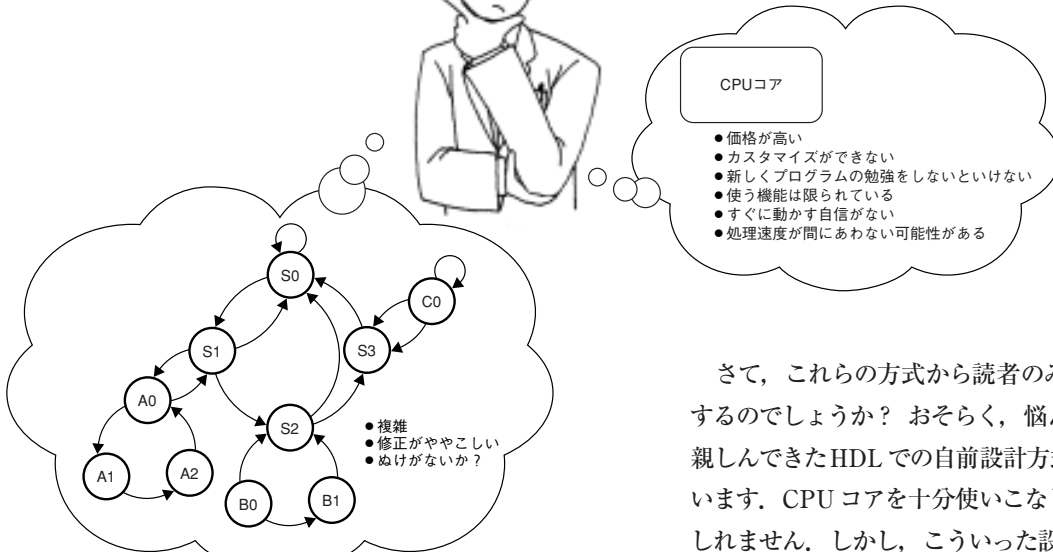 CPUコア
●価格が高い
●カスタマイズができない
●新しくプログラムの勉強をしないといけない
●使う機能は限られている
●すぐに動かす自信がない
●処理速度が間にあわない可能性がある
S0
C0
S1
S3
A0
S2
A1
A2
B0
B1
●複雑
●修正がややこしい
●ぬけがないか？
さて，これらの方式から読者のみ
するのでしょうか？ おそらく，悩ん
親しんできたHDLでの自前設計方
います．CPUコアを十分使いこな
しれません．しかし，こういった設